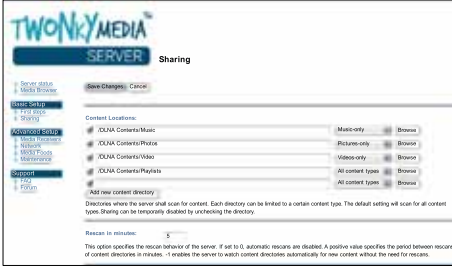 TWONKYMEDIA
SERVER
Sharing
Server status
Media Browser
Save Changes Cancel
Basic Setup
First steps
Sharing
Content Locations:
/DLNA Contents/Music Music-only Browse
Advanced Setup
Media Receivers
Network
Media Feeds
Maintenance
/DLNA Contents/Photos Pictures-only Browse
/DLNA Contents/Video Videos-only Browse
/DLNA Contents/Playlists All content types Browse
All content types Browse
Support
FAQ
Forum
Add new content directory
Directories where the server shall scan for content. Each directory can be limited to a certain content type. The default setting will scan for all content
types.Sharing can be temporarily disabled by unchecking the directory.
Rescan in minutes: 5
This option specifies the rescan behavior of the server. If set to 0, automatic rescans are disabled. A positive value specifies the period between rescans
of content directories in minutes. -1 enables the server to watch content directories automatically for new content without the need for rescans.